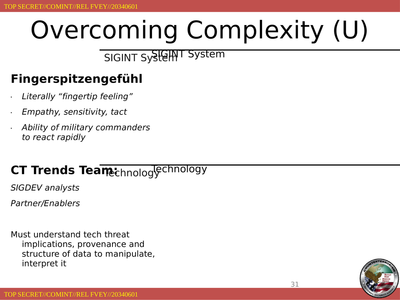 TOP SECRET//COMINT//REL FVEY//20340601
Overcoming Complexity (U)
SIGINT System
SIGINT System
Fingerspitzengefühl
· Literally “fingertip feeling”
· Empathy, sensitivity, tact
· Ability of military commanders
to react rapidly
CT Trends Team:
Technology
Technology
SIGDEV analysts
Partner/Enablers
Must understand tech threat
implications, provenance and
structure of data to manipulate,
interpret it
31
TOP SECRET//COMINT//REL FVEY//20340601